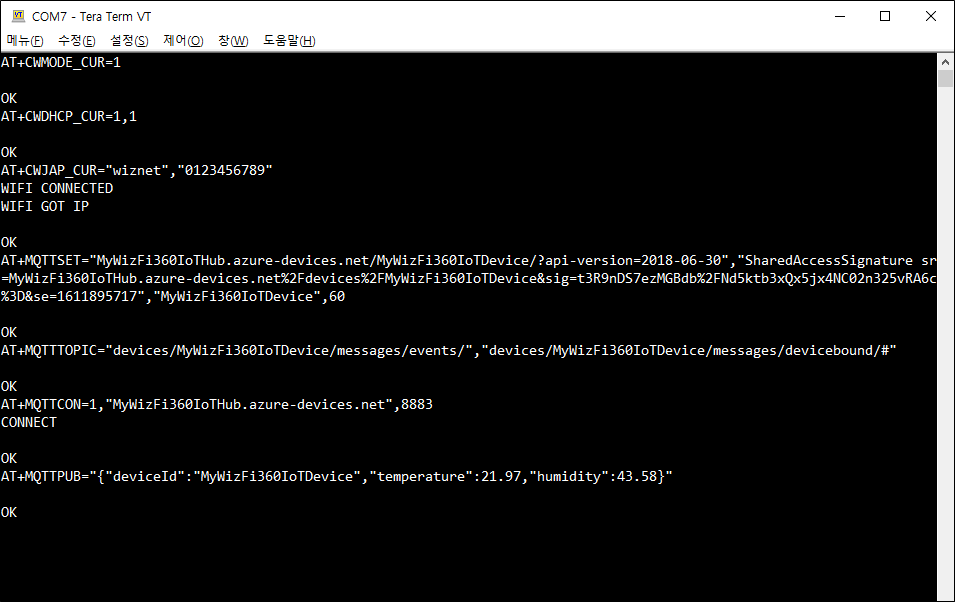 COM7 - Tera Term VT
메뉴(F) 수정(E) 설정(S) 제어(O) 창(W) 도움말(H)
AT+CWMODE_CUR=1
OK
AT+CWDHCP_CUR=1,1
OK
AT+CWJAP_CUR="wiznet","0123456789"
WIFI CONNECTED
WIFI GOT IP
OK
AT+MQTTSET="MyWizFi360IoTHub.azure-devices.net/MyWizFi360IoTDevice/?api-version=2018-06-30","SharedAccessSignature sr
=MyWizFi360IoTHub.azure-devices.net%2Fdevices%2FMyWizFi360IoTDevice&sig=t3R9nDS7ezMGBdb%2FNd5ktb3xQx5jx4NC02n325vRA6c
%3D&se=1611895717","MyWizFi360IoTDevice",60
OK
AT+MQTTTOPIC="devices/MyWizFi360IoTDevice/messages/events/","devices/MyWizFi360IoTDevice/messages/devicebound/#"
OK
AT+MQTTCON=1,"MyWizFi360IoTHub.azure-devices.net",8883
CONNECT
OK
AT+MQTTPUB="{"deviceId":"MyWizFi360IoTDevice","temperature":21.97,"humidity":43.58}"
OK